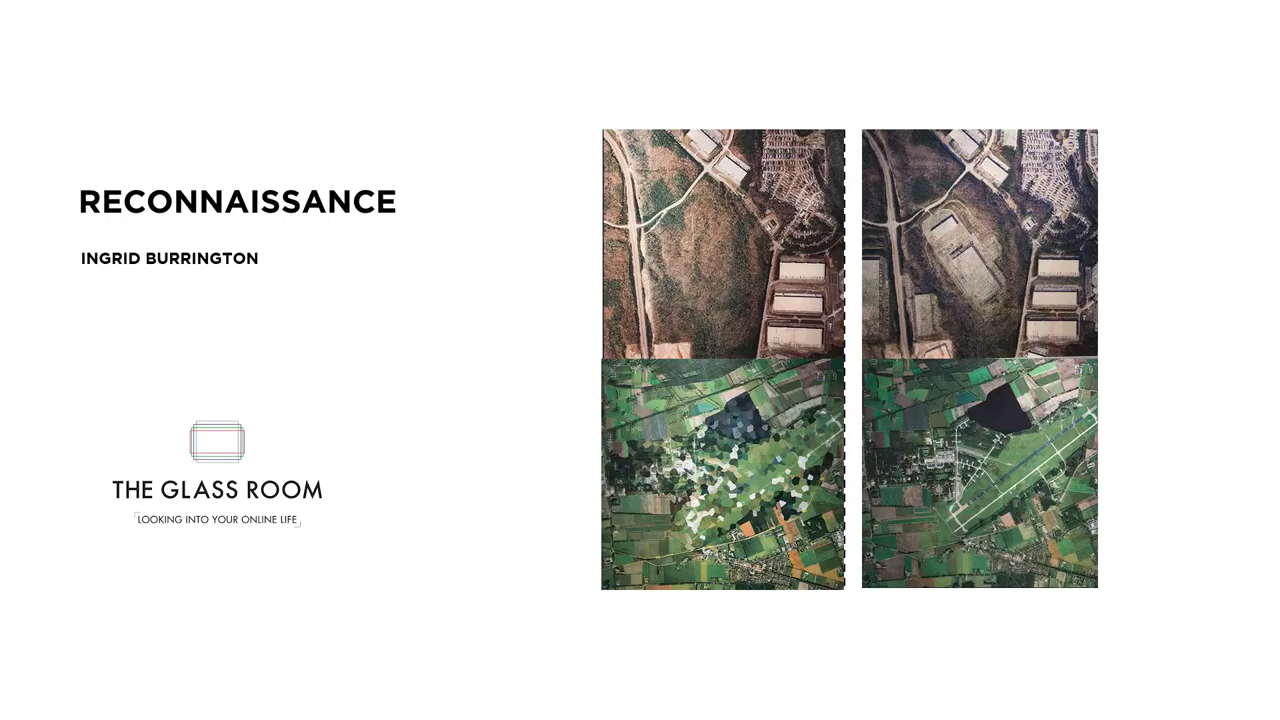 RECONNAISSANCE
INGRID BURRINGTON
THE GLASS ROOM
LOOKING INTO YOUR ONLINE LIFE